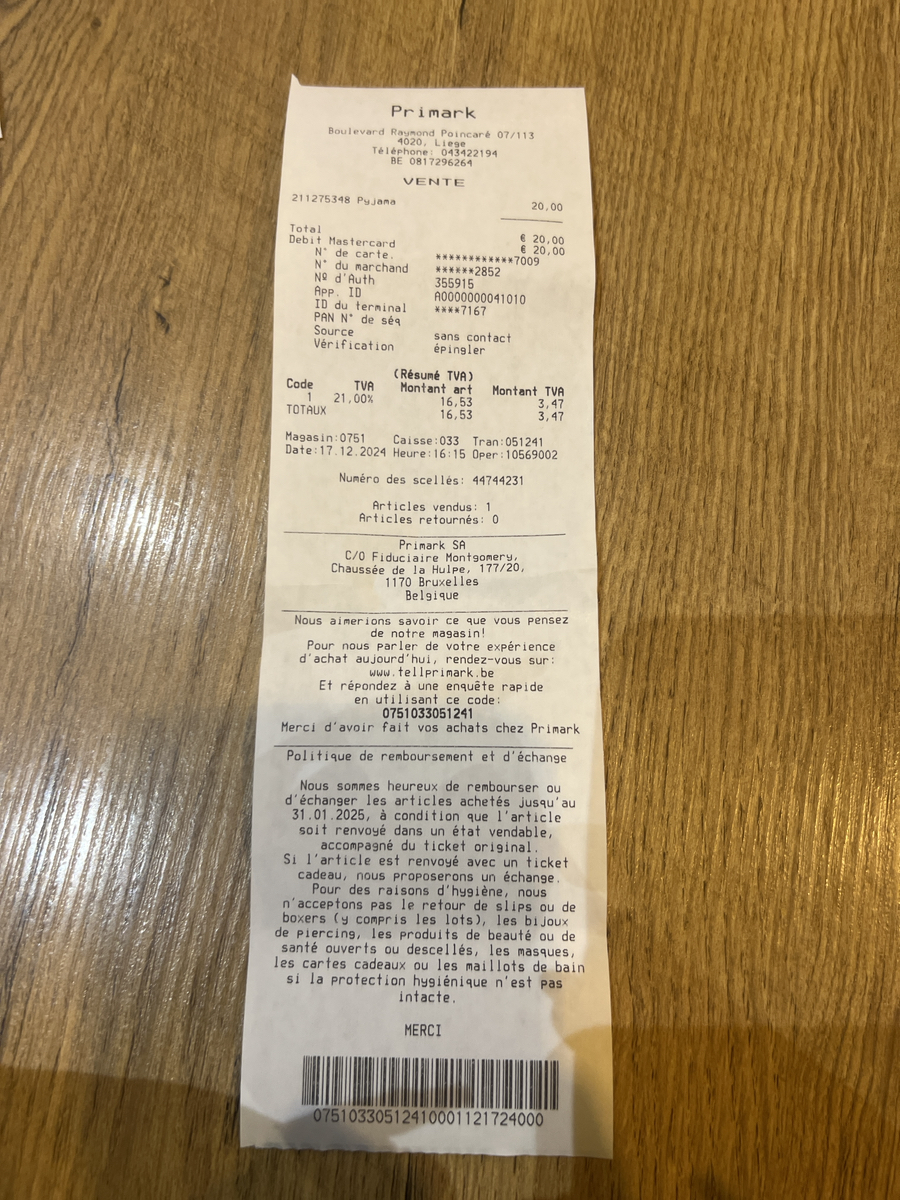 Primark
Boulevard Raymond Poincaré 07/113
4020, Liege
Téléphone: 043422194
BE 0817296264
VENTE
211275348 Pyjama 20,00
Total € 20,00
Debit Mastercard € 20,00
N° de carte. ************7009
N° du marchand ******2852
Nº d'Auth 355915
App. ID A0000000041010
ID du terminal ****7167
PAN N° de séq
Source sans contact
Vérification épingler
(Résumé TVA)
Code TVA Montant art Montant TVA
1 21,00% 16,53 3,47
TOTAUX 16,53 3,47
Magasin:0751 Caisse:033 Tran:051241
Date:17.12.2024 Heure:16:15 Oper:10569002
Numéro des scellés: 44744231
Articles vendus: 1
Articles retournés: 0
Primark SA
C/O Fiduciaire Montgomery,
Chaussée de la Hulpe, 177/20,
1170 Bruxelles
Belgique
Nous aimerions savoir ce que vous pensez
de notre magasin!
Pour nous parler de votre expérience
d'achat aujourd'hui, rendez-vous sur:
www.tellprimark.be
Et répondez à une enquête rapide
en utilisant ce code:
0751033051241
Merci d'avoir fait vos achats chez Primark
Politique de remboursement et d'échange
Nous sommes heureux de rembourser ou
d'échanger les articles achetés jusqu'au
31.01.2025, à condition que l'article
soit renvoyé dans un état vendable,
accompagné du ticket original.
Si l'article est renvoyé avec un ticket
cadeau, nous proposerons un échange.
Pour des raisons d'hygiène, nous
n'acceptons pas le retour de slips ou de
boxers (y compris les lots), les bijoux
de piercing, les produits de beauté ou de
santé ouverts ou descellés, les masques,
les cartes cadeaux ou les maillots de bain
si la protection hygiénique n'est pas
intacte.
MERCI
07510330512410001121724000